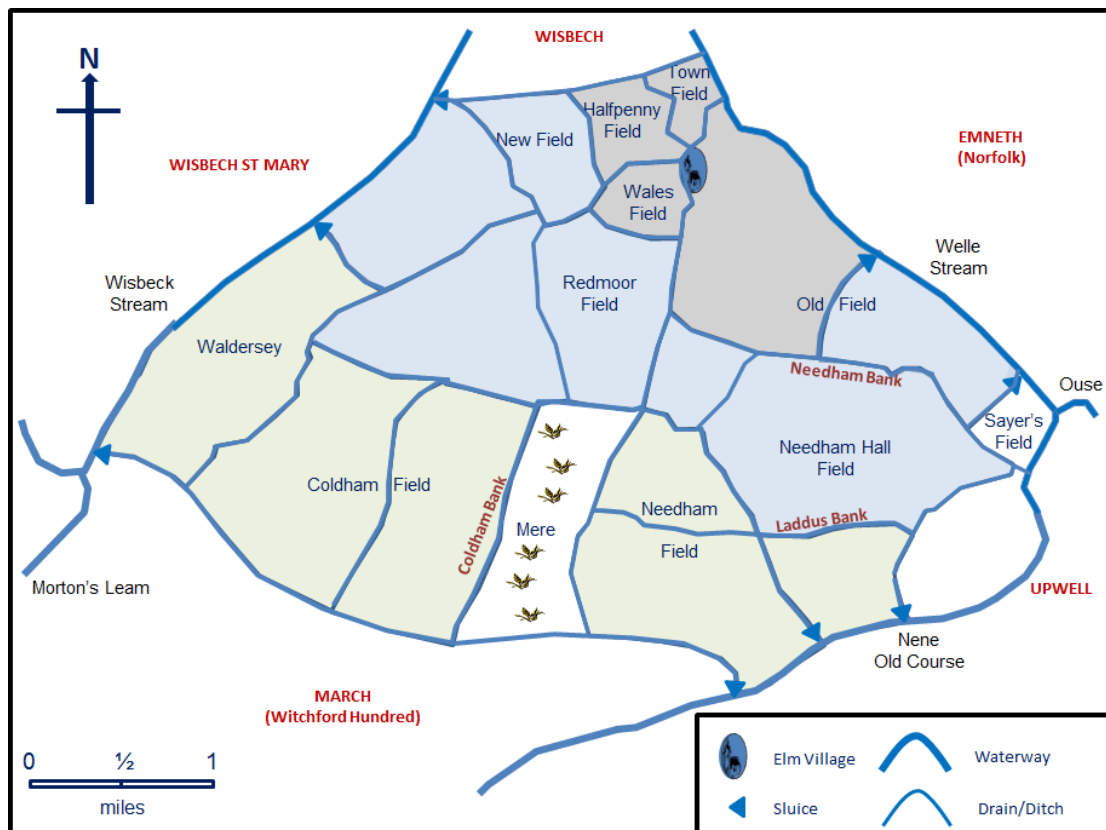 WISBECH
N
Town
Field
Halfpenny
Field
New Field
EMNETH
(Norfolk)
WISBECH ST MARY
Wales
Field
Welle
Stream
Wisbeck
Stream
Redmoor
Field
Old Field
Waldersey
Needham Bank
Ouse
Sayer's
Field
Needham Hall
Field
Coldham Field
Coldham Bank
Needham
Field
Laddus Bank
Mere
Morton's Leam
UPWELL
Nene
Old Course
MARCH
(Witchford Hundred)
0 ½ 1
miles
Elm Village
Waterway
Sluice
Drain/Ditch